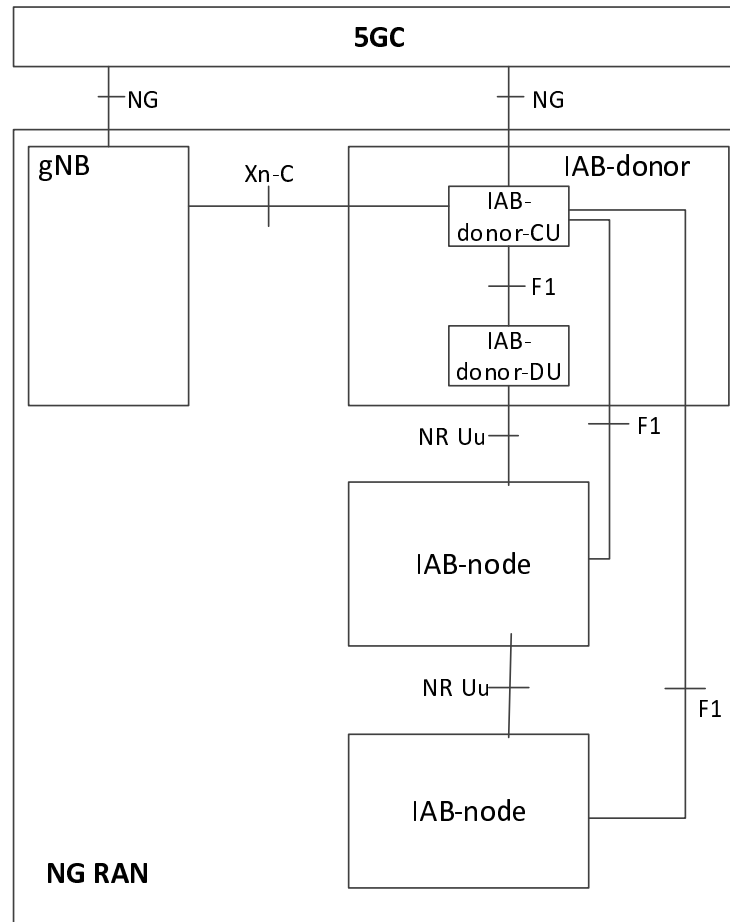 5GC
NG
NG
gNB
Xn-C
IAB-donor
IAB-
donor-CU
F1
IAB-
donor-DU
NR Uu
F1
IAB-node
NR Uu
F1
IAB-node
NG RAN